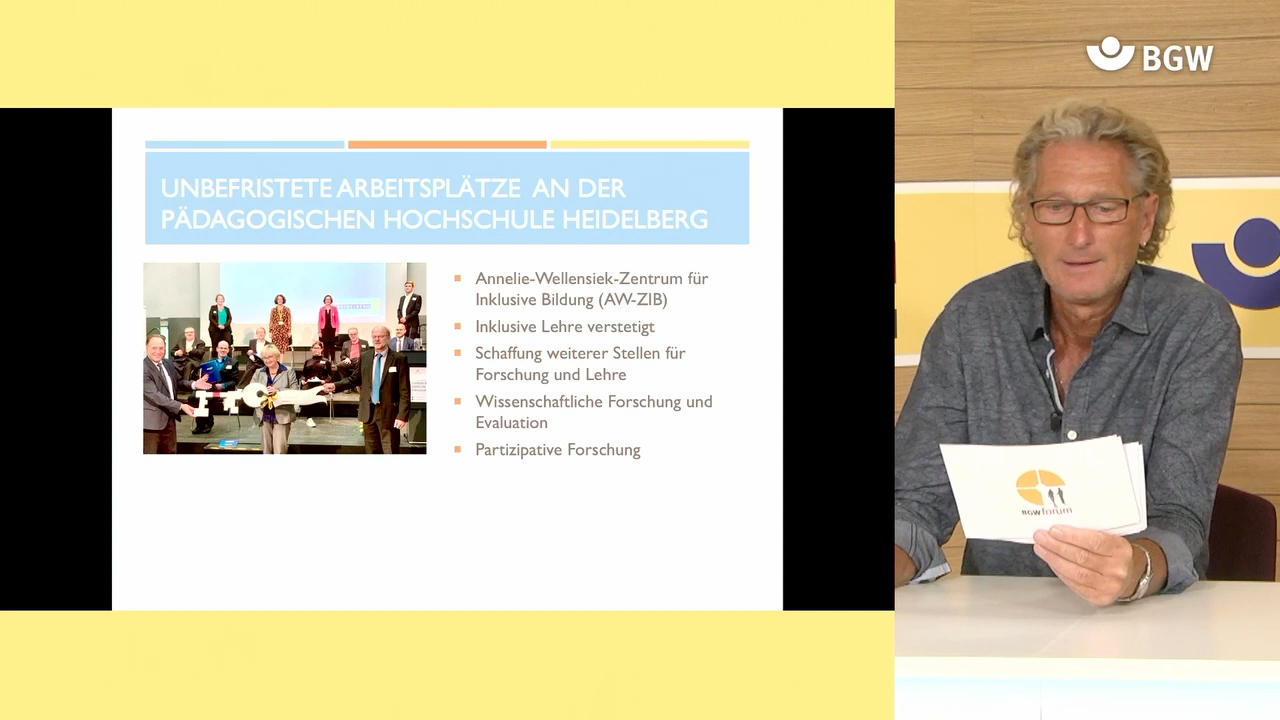 UNBEFRISTETE ARBEITSPLÄTZE AN DER
PÄDAGOGISCHEN HOCHSCHULE HEIDELBERG
Annelie-Wellensiek-Zentrum für
Inklusive Bildung (AW-ZIB)
Inklusive Lehre verstetigt
Schaffung weiterer Stellen für
Forschung und Lehre
Wissenschaftliche Forschung und
Evaluation
Partizipative Forschung
BGW
BGW forum